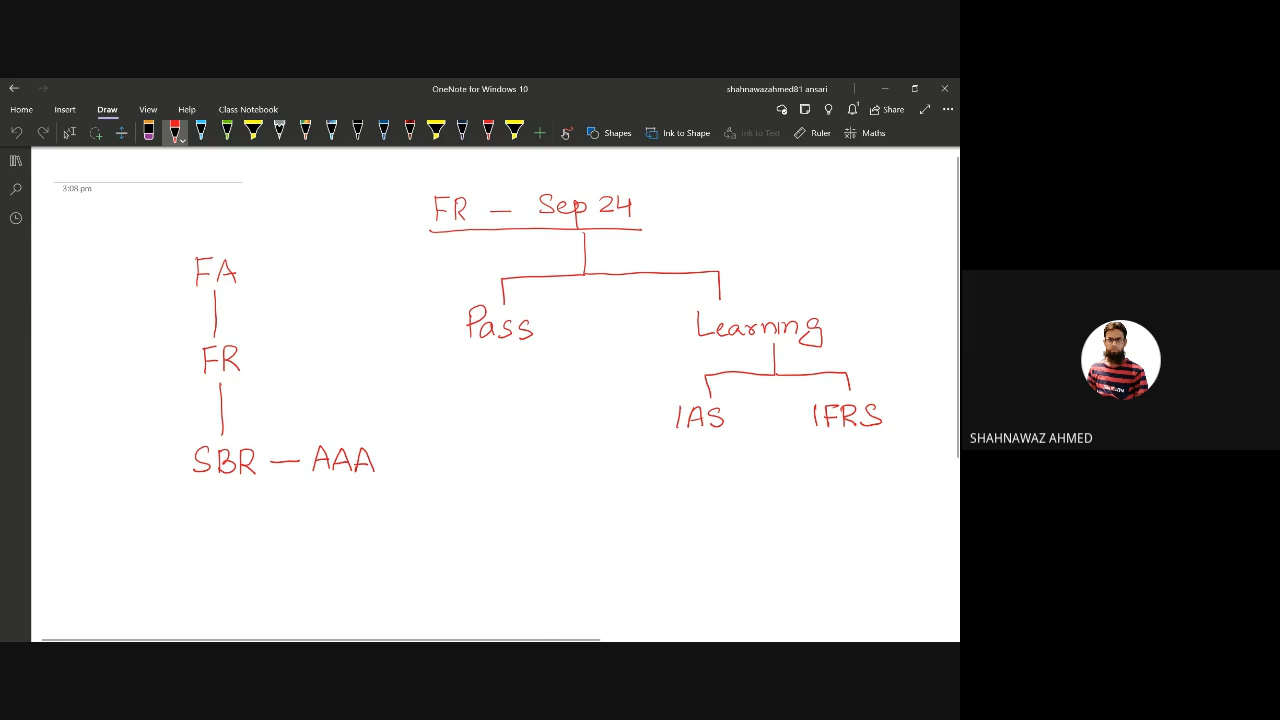 OneNote for Windows 10
shahnawazahmed81 ansari
Home Insert Draw View Help Class Notebook
Share
Shapes Ink to Shape Ink to Text Ruler Maths
3:08 pm
FR — Sep 24
FA
Pass Learning
FR
IAS IFRS
SBR — AAA
SHAHNAWAZ AHMED